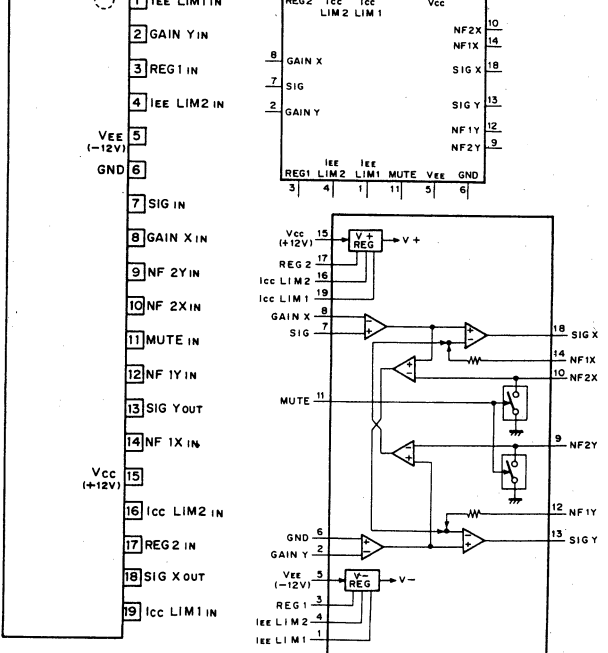 1 IEE LIM1 IN
2 GAIN Y IN
3 REG1 IN
4 IEE LIM2 IN
VEE 5
(-12V)
GND 6
7 SIG IN
8 GAIN X IN
9 NF 2Y IN
10 NF 2X IN
11 MUTE IN
12 NF 1Y IN
13 SIG Y OUT
14 NF 1X IN
VCC 15
(+12V)
16 ICC LIM2 IN
17 REG2 IN
18 SIG X OUT
19 ICC LIM1 IN
REG2 ICC ICC VCC
LIM2 LIM1
NF2X 10
NF1X 14
8 GAIN X
SIG X 18
7 SIG
2 GAIN Y
SIG Y 13
NF1Y 12
NF2Y 9
IEE IEE
REG1 LIM2 LIM1 MUTE VEE GND
3 4 1 11 5 6
VCC 15
(+12V)
V+
REG
V+
REG2 17
ICC LIM2 16
ICC LIM1 19
GAIN X 8
SIG 7
18 SIG X
14 NF1X
10 NF2X
MUTE 11
9 NF2Y
12 NF1Y
13 SIG Y
GND 6
GAIN Y 2
VEE 5
(-12V)
V-
REG
V-
REG1 3
IEE LIM2 4
IEE LIM1 1